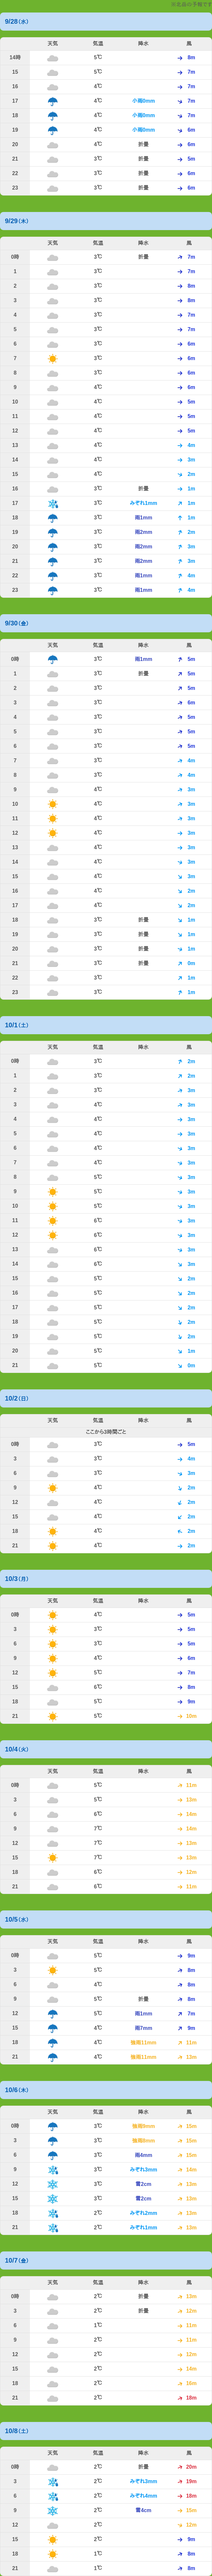 9/28(水)
天気 気温 降水 風
14時 5℃ 8m
15 5℃ 7m
16 4℃ 7m
17 4℃ 小雨0mm 7m
18 4℃ 小雨0mm 7m
19 4℃ 小雨0mm 6m
20 4℃ 折畳 6m
21 3℃ 折畳 5m
22 3℃ 折畳 6m
23 3℃ 折畳 6m
9/29(木)
天気 気温 降水 風
0時 3℃ 折畳 7m
1 3℃ 7m
2 3℃ 8m
3 3℃ 8m
4 3℃ 7m
5 3℃ 7m
6 3℃ 6m
7 3℃ 6m
8 3℃ 6m
9 4℃ 6m
10 4℃ 5m
11 4℃ 5m
12 4℃ 5m
13 4℃ 4m
14 4℃ 3m
15 4℃ 2m
16 3℃ 折畳 1m
17 3℃ みぞれ1mm 1m
18 3℃ 雨1mm 1m
19 3℃ 雨2mm 2m
20 3℃ 雨2mm 3m
21 3℃ 雨2mm 3m
22 3℃ 雨1mm 4m
23 3℃ 雨1mm 4m
9/30(金)
天気 気温 降水 風
0時 3℃ 雨1mm 5m
1 3℃ 折畳 5m
2 3℃ 5m
3 3℃ 6m
4 3℃ 5m
5 3℃ 5m
6 3℃ 5m
7 3℃ 4m
8 3℃ 4m
9 4℃ 3m
10 4℃ 3m
11 4℃ 3m
12 4℃ 3m
13 4℃ 3m
14 4℃ 3m
15 4℃ 3m
16 4℃ 2m
17 4℃ 2m
18 3℃ 折畳 1m
19 3℃ 折畳 1m
20 3℃ 折畳 1m
21 3℃ 折畳 0m
22 3℃ 1m
23 3℃ 1m
10/1(土)
天気 気温 降水 風
0時 3℃ 2m
1 3℃ 2m
2 3℃ 3m
3 4℃ 3m
4 4℃ 3m
5 4℃ 3m
6 4℃ 3m
7 4℃ 3m
8 5℃ 3m
9 5℃ 3m
10 5℃ 3m
11 6℃ 3m
12 6℃ 3m
13 6℃ 3m
14 6℃ 3m
15 5℃ 2m
16 5℃ 2m
17 5℃ 2m
18 5℃ 2m
19 5℃ 2m
20 5℃ 1m
21 5℃ 0m
10/2(日)
天気 気温 降水 風
ここから3時間ごと
0時 3℃ 5m
3 3℃ 4m
6 3℃ 3m
9 4℃ 2m
12 4℃ 2m
15 4℃ 2m
18 4℃ 2m
21 4℃ 2m
10/3(月)
天気 気温 降水 風
0時 4℃ 5m
3 3℃ 5m
6 3℃ 5m
9 4℃ 6m
12 5℃ 7m
15 6℃ 8m
18 5℃ 9m
21 5℃ 10m
10/4(火)
天気 気温 降水 風
0時 5℃ 11m
3 5℃ 13m
6 6℃ 14m
9 7℃ 14m
12 7℃ 13m
15 7℃ 13m
18 6℃ 12m
21 6℃ 11m
10/5(水)
天気 気温 降水 風
0時 5℃ 9m
3 5℃ 8m
6 4℃ 8m
9 5℃ 折畳 8m
12 5℃ 雨1mm 7m
15 4℃ 雨7mm 9m
18 4℃ 強雨11mm 11m
21 4℃ 強雨11mm 13m
10/6(木)
天気 気温 降水 風
0時 3℃ 強雨9mm 15m
3 3℃ 強雨8mm 15m
6 3℃ 雨4mm 15m
9 3℃ みぞれ3mm 14m
12 3℃ 雪2cm 13m
15 3℃ 雪2cm 13m
18 2℃ みぞれ2mm 13m
21 2℃ みぞれ1mm 13m
10/7(金)
天気 気温 降水 風
0時 2℃ 折畳 13m
3 2℃ 折畳 12m
6 1℃ 11m
9 2℃ 11m
12 2℃ 12m
15 2℃ 14m
18 2℃ 16m
21 2℃ 18m
10/8(土)
天気 気温 降水 風
0時 2℃ 折畳 20m
3 2℃ みぞれ3mm 19m
6 2℃ みぞれ4mm 18m
9 2℃ 雪4cm 15m
12 2℃ 12m
15 2℃ 9m
18 1℃ 8m
21 1℃ 8m